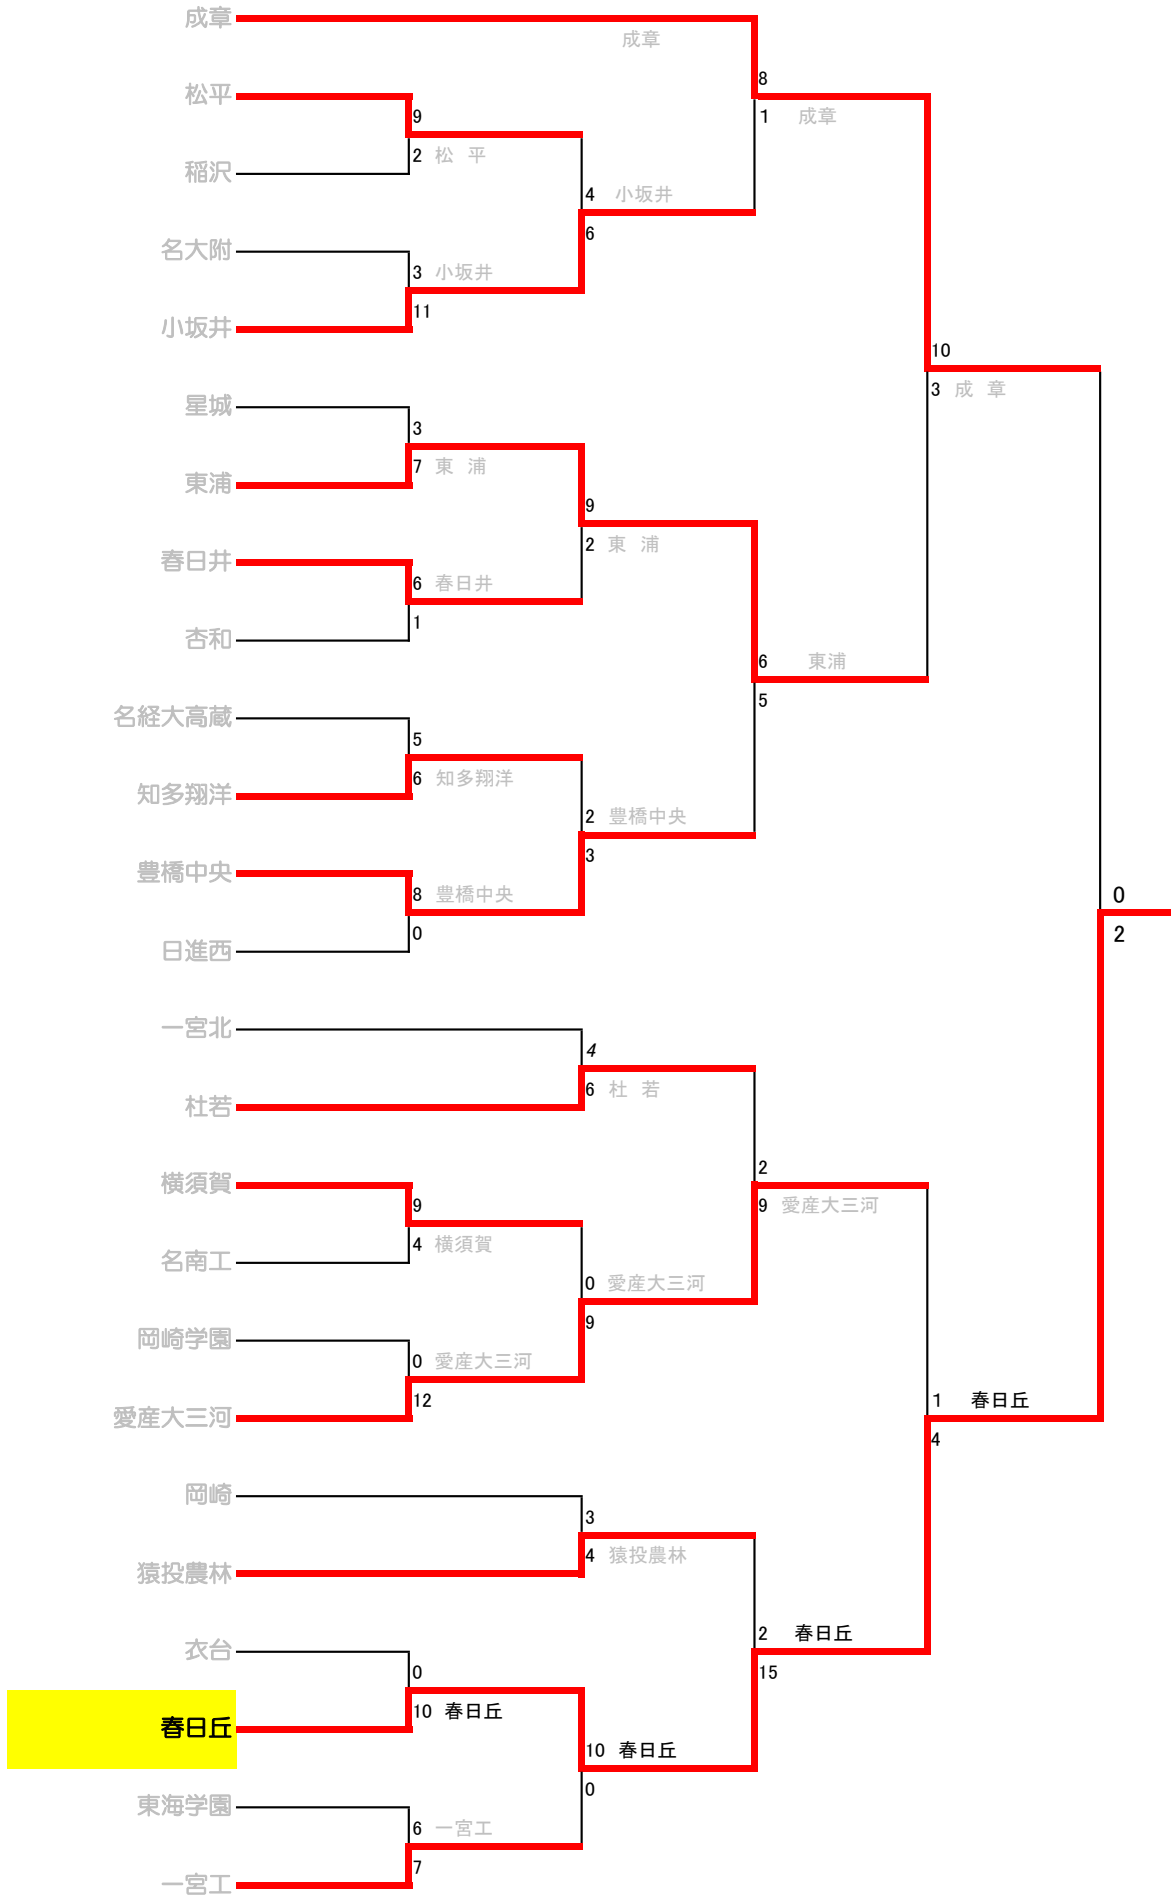 成章
成章
8
松平
9
1 成章
2 松 平
稲沢
4 小坂井
6
名大附
3 小坂井
11
小坂井
10
3 成 章
星城
3
7 東 浦
東浦
9
2 東 浦
春日井
6 春日井
1
杏和
6 東浦
5
名経大高蔵
5
6 知多翔洋
知多翔洋
2 豊橋中央
3
豊橋中央
8 豊橋中央
0
日進西
0
2
一宮北
4
6 杜 若
杜若
2
9 愛産大三河
横須賀
9
4 横須賀
名南工
0 愛産大三河
9
岡崎学園
0 愛産大三河
12
愛産大三河
1 春日丘
4
岡崎
3
4 猿投農林
猿投農林
2 春日丘
15
衣台
0
10 春日丘
春日丘
10 春日丘
0
東海学園
6 一宮工
7
一宮工